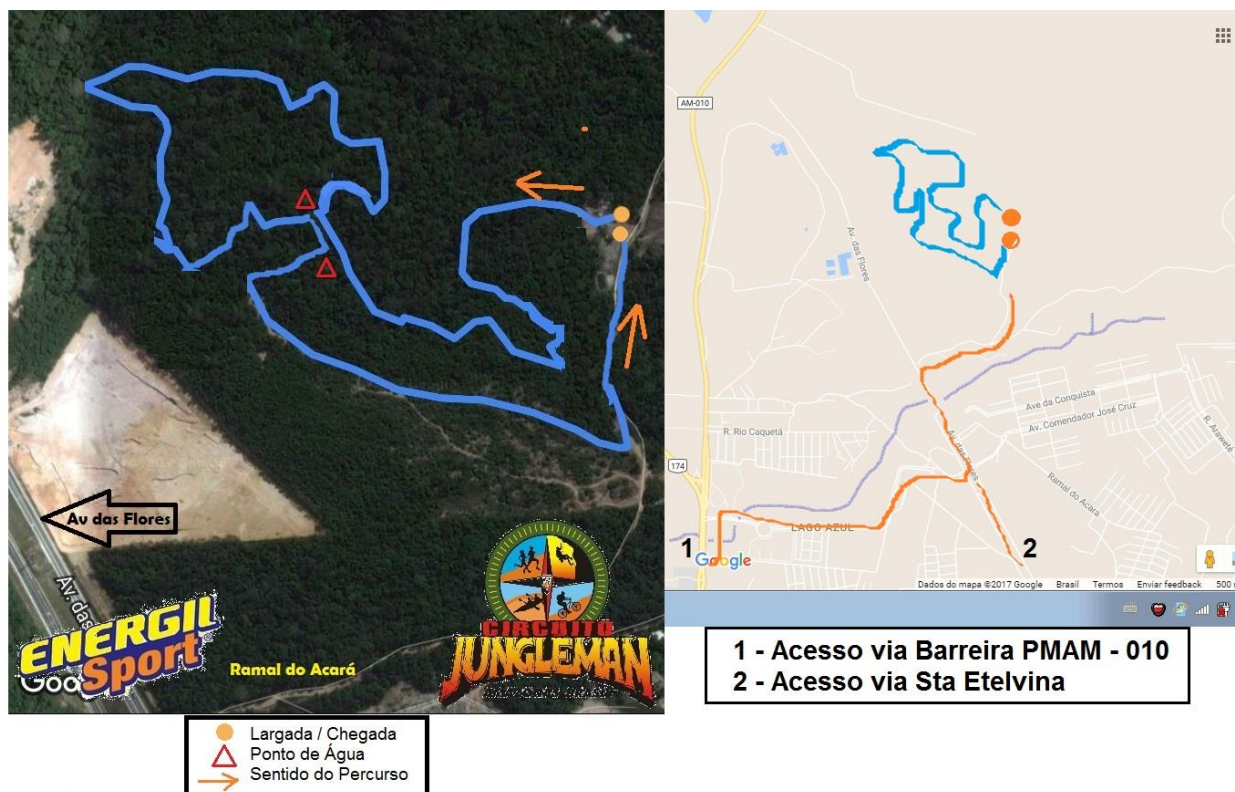 Av das Flores
Av. das
ENERGIL
Sport
Goo
Ramal do Acará
CIRCUITO
JUNGLEMAN
Largada / Chegada
Ponto de Água
Sentido do Percurso
AM-010
Av. das Flores
Ave da Conquista
Av. Comendador José Cruz
R. Rio Caquetá
R. Araweté
Av. das Flores
174
Ramal do Acara
LAGO AZUL
1
Google
2
Dados do mapa ©2017 Google Brasil Termos Enviar feedback 500 m
1 - Acesso via Barreira PMAM - 010
2 - Acesso via Sta Etelvina